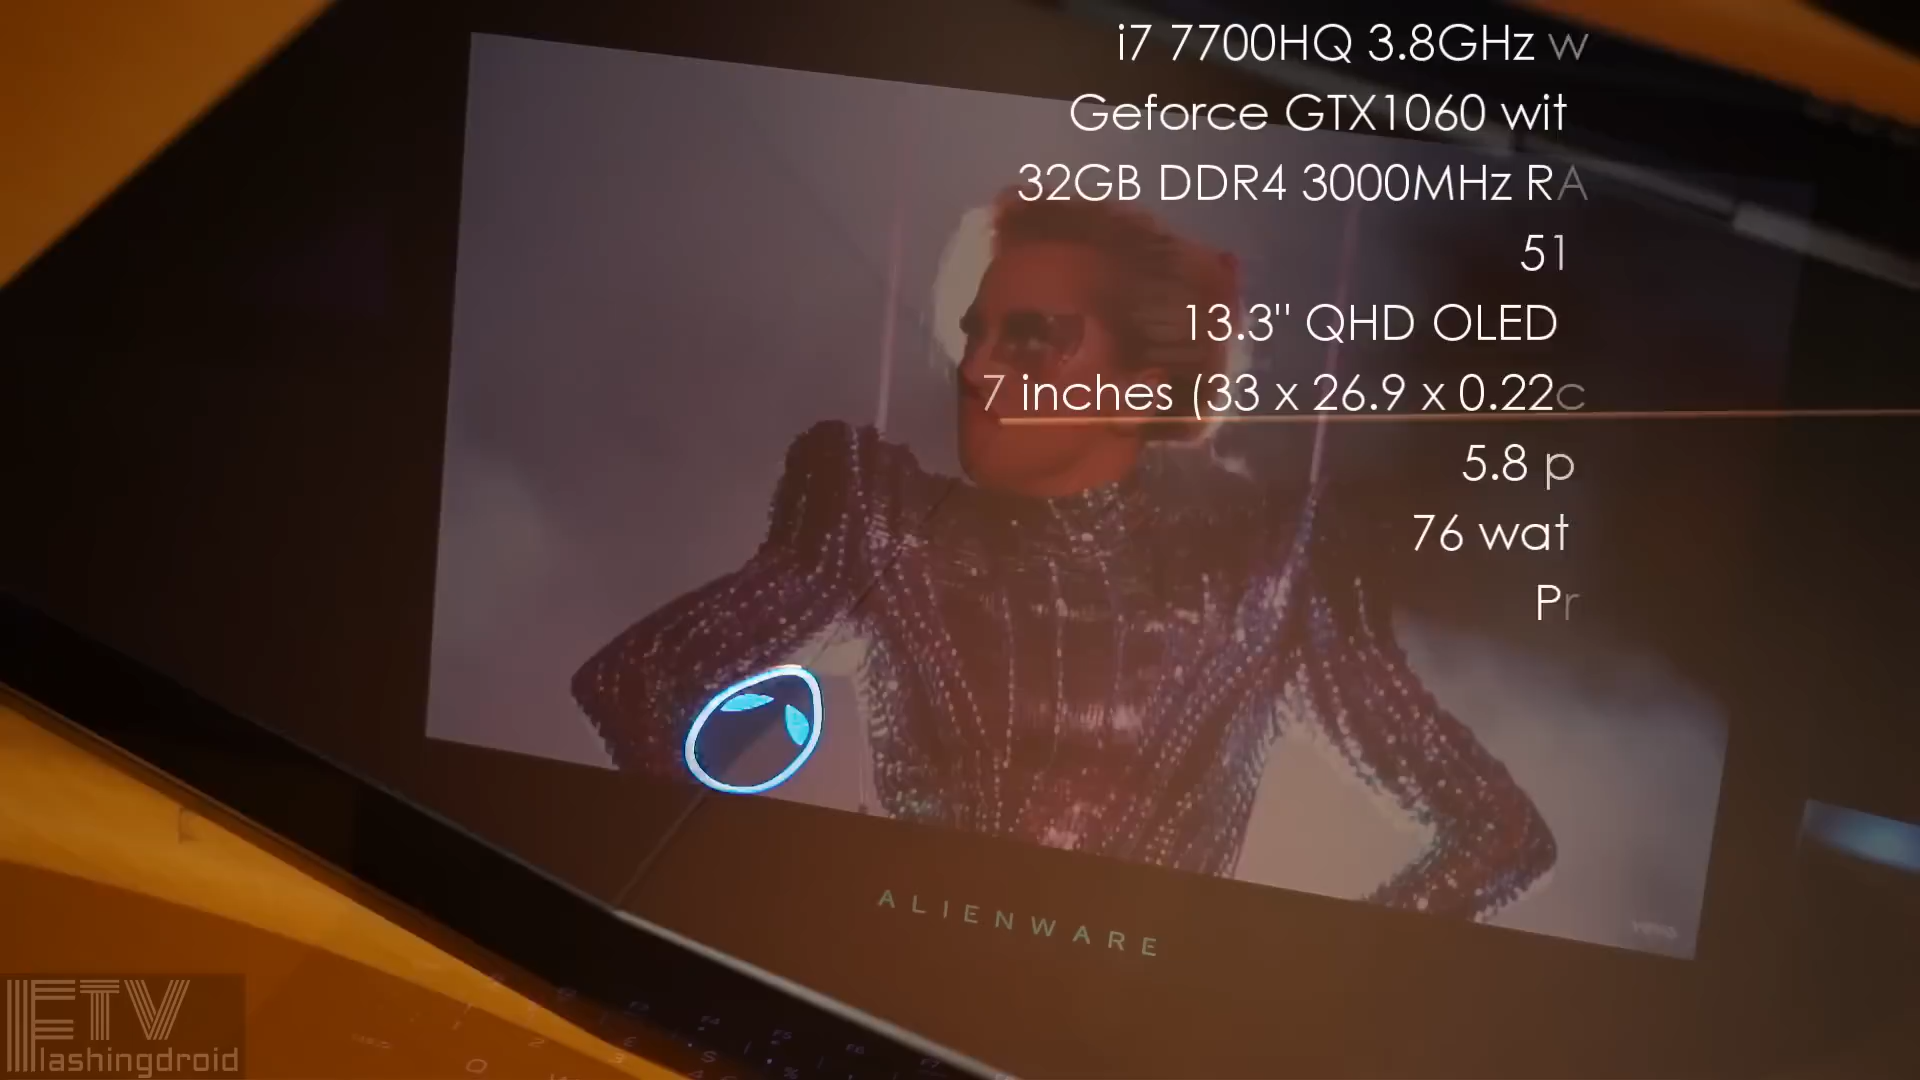 i7 7700HQ 3.8GHz w
Geforce GTX1060 wit
32GB DDR4 3000MHz RA
51
13.3" QHD OLED
7 inches (33 x 26.9 x 0.22c
5.8 p
76 wat
Pr
ALIENWARE
FTV
lashingdroid